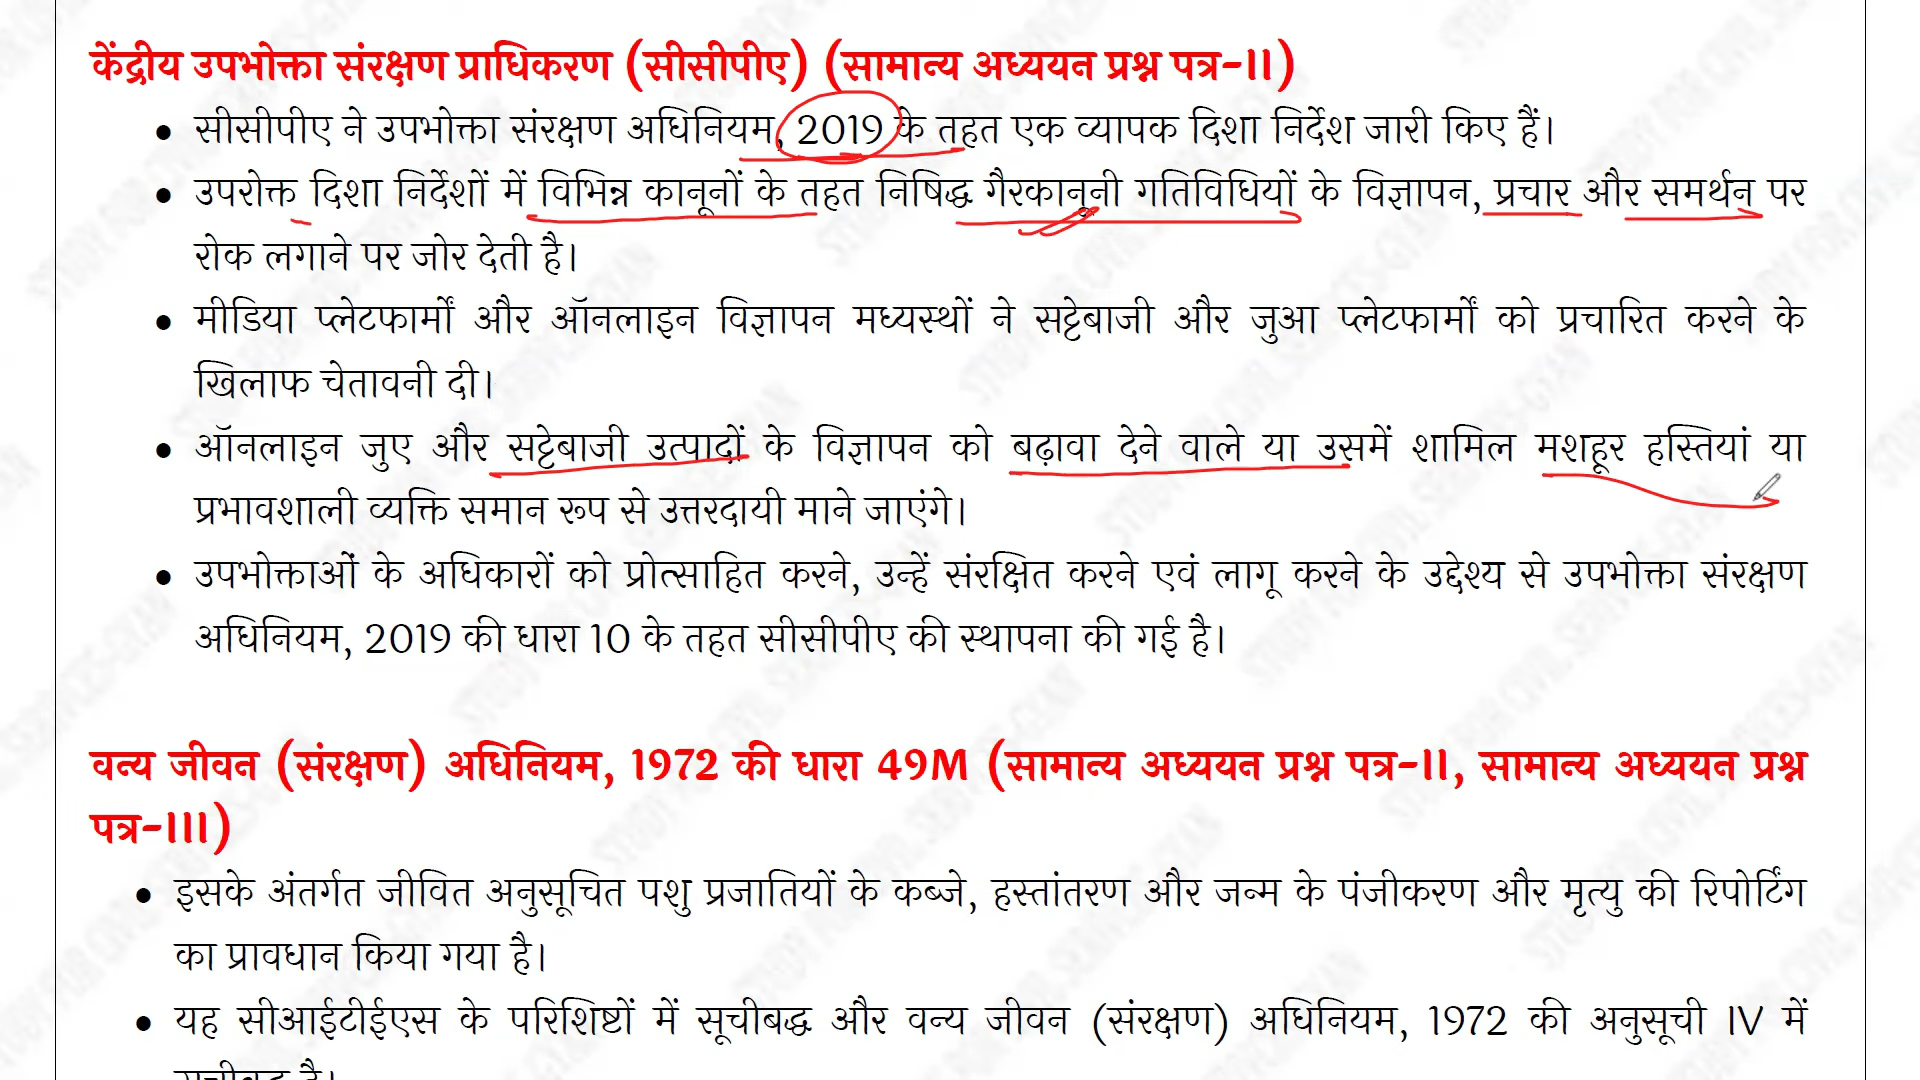 केंद्रीय उपभोक्ता संरक्षण प्राधिकरण (सीसीपीए) (सामान्य अध्ययन प्रश्न पत्र-II)
• सीसीपीए ने उपभोक्ता संरक्षण अधिनियम, 2019 के तहत एक व्यापक दिशा निर्देश जारी किए हैं।
• उपरोक्त दिशा निर्देशों में विभिन्न कानूनों के तहत निषिद्ध गैरकानूनी गतिविधियों के विज्ञापन, प्रचार और समर्थन पर
रोक लगाने पर जोर देती है।
• मीडिया प्लेटफार्मों और ऑनलाइन विज्ञापन मध्यस्थों ने सट्टेबाजी और जुआ प्लेटफार्मों को प्रचारित करने के
खिलाफ चेतावनी दी।
• ऑनलाइन जुए और सट्टेबाजी उत्पादों के विज्ञापन को बढ़ावा देने वाले या उसमें शामिल मशहूर हस्तियां या
प्रभावशाली व्यक्ति समान रूप से उत्तरदायी माने जाएंगे।
• उपभोक्ताओं के अधिकारों को प्रोत्साहित करने, उन्हें संरक्षित करने एवं लागू करने के उद्देश्य से उपभोक्ता संरक्षण
अधिनियम, 2019 की धारा 10 के तहत सीसीपीए की स्थापना की गई है।
वन्य जीवन (संरक्षण) अधिनियम, 1972 की धारा 49M (सामान्य अध्ययन प्रश्न पत्र-II, सामान्य अध्ययन प्रश्न
पत्र-III)
• इसके अंतर्गत जीवित अनुसूचित पशु प्रजातियों के कब्जे, हस्तांतरण और जन्म के पंजीकरण और मृत्यु की रिपोर्टिंग
का प्रावधान किया गया है।
• यह सीआईटीईएस के परिशिष्टों में सूचीबद्ध और वन्य जीवन (संरक्षण) अधिनियम, 1972 की अनुसूची IV में
सूचीबद्ध है।